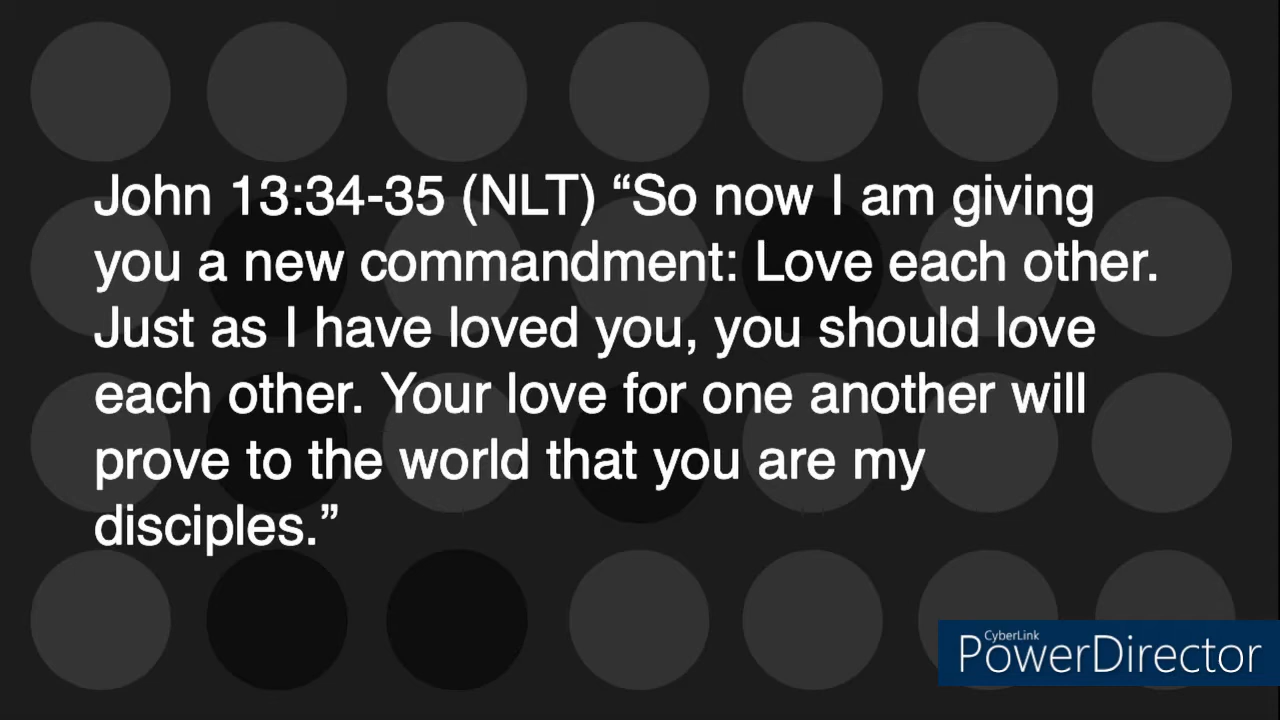 John 13:34-35 (NLT) “So now I am giving
you a new commandment: Love each other.
Just as I have loved you, you should love
each other. Your love for one another will
prove to the world that you are my
disciples.”
CyberLink
PowerDirector